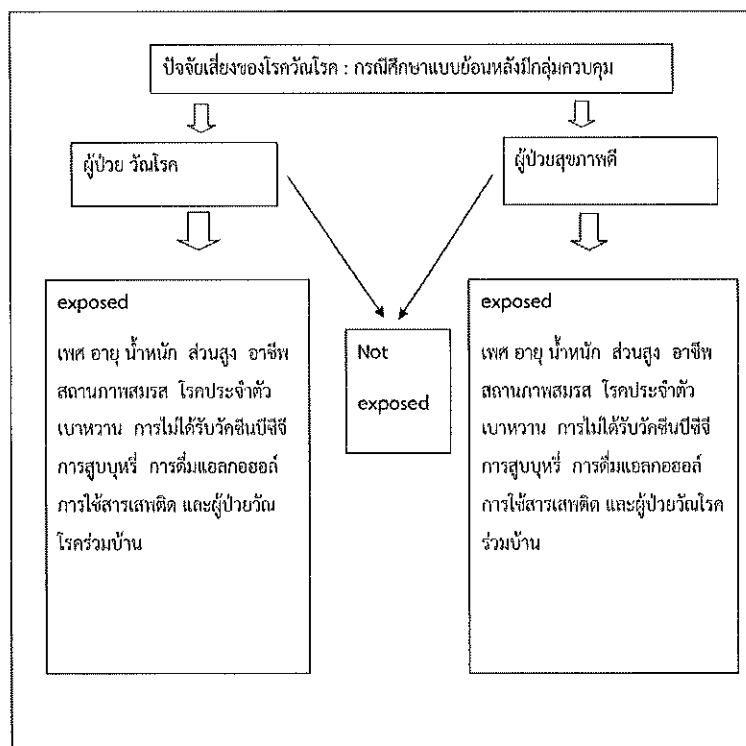 ปัจจัยเสี่ยงของโรควัณโรค : กรณีศึกษาแบบย้อนหลังมีกลุ่มควบคุม
ผู้ป่วย วัณโรค
ผู้ป่วยสุขภาพดี
exposed
เพศ อายุ น้ำหนัก ส่วนสูง อาชีพ
สถานภาพสมรส โรคประจำตัว
เบาหวาน การไม่ได้รับวัคซีนบีซีจี
การสูบบุหรี่ การดื่มแอลกอฮอล์
การใช้สารเสพติด และผู้ป่วยวัณ
โรคร่วมบ้าน
Not
exposed
exposed
เพศ อายุ น้ำหนัก ส่วนสูง อาชีพ
สถานภาพสมรส โรคประจำตัว
เบาหวาน การไม่ได้รับวัคซีนบีซีจี
การสูบบุหรี่ การดื่มแอลกอฮอล์
การใช้สารเสพติด และผู้ป่วยวัณโรค
ร่วมบ้าน